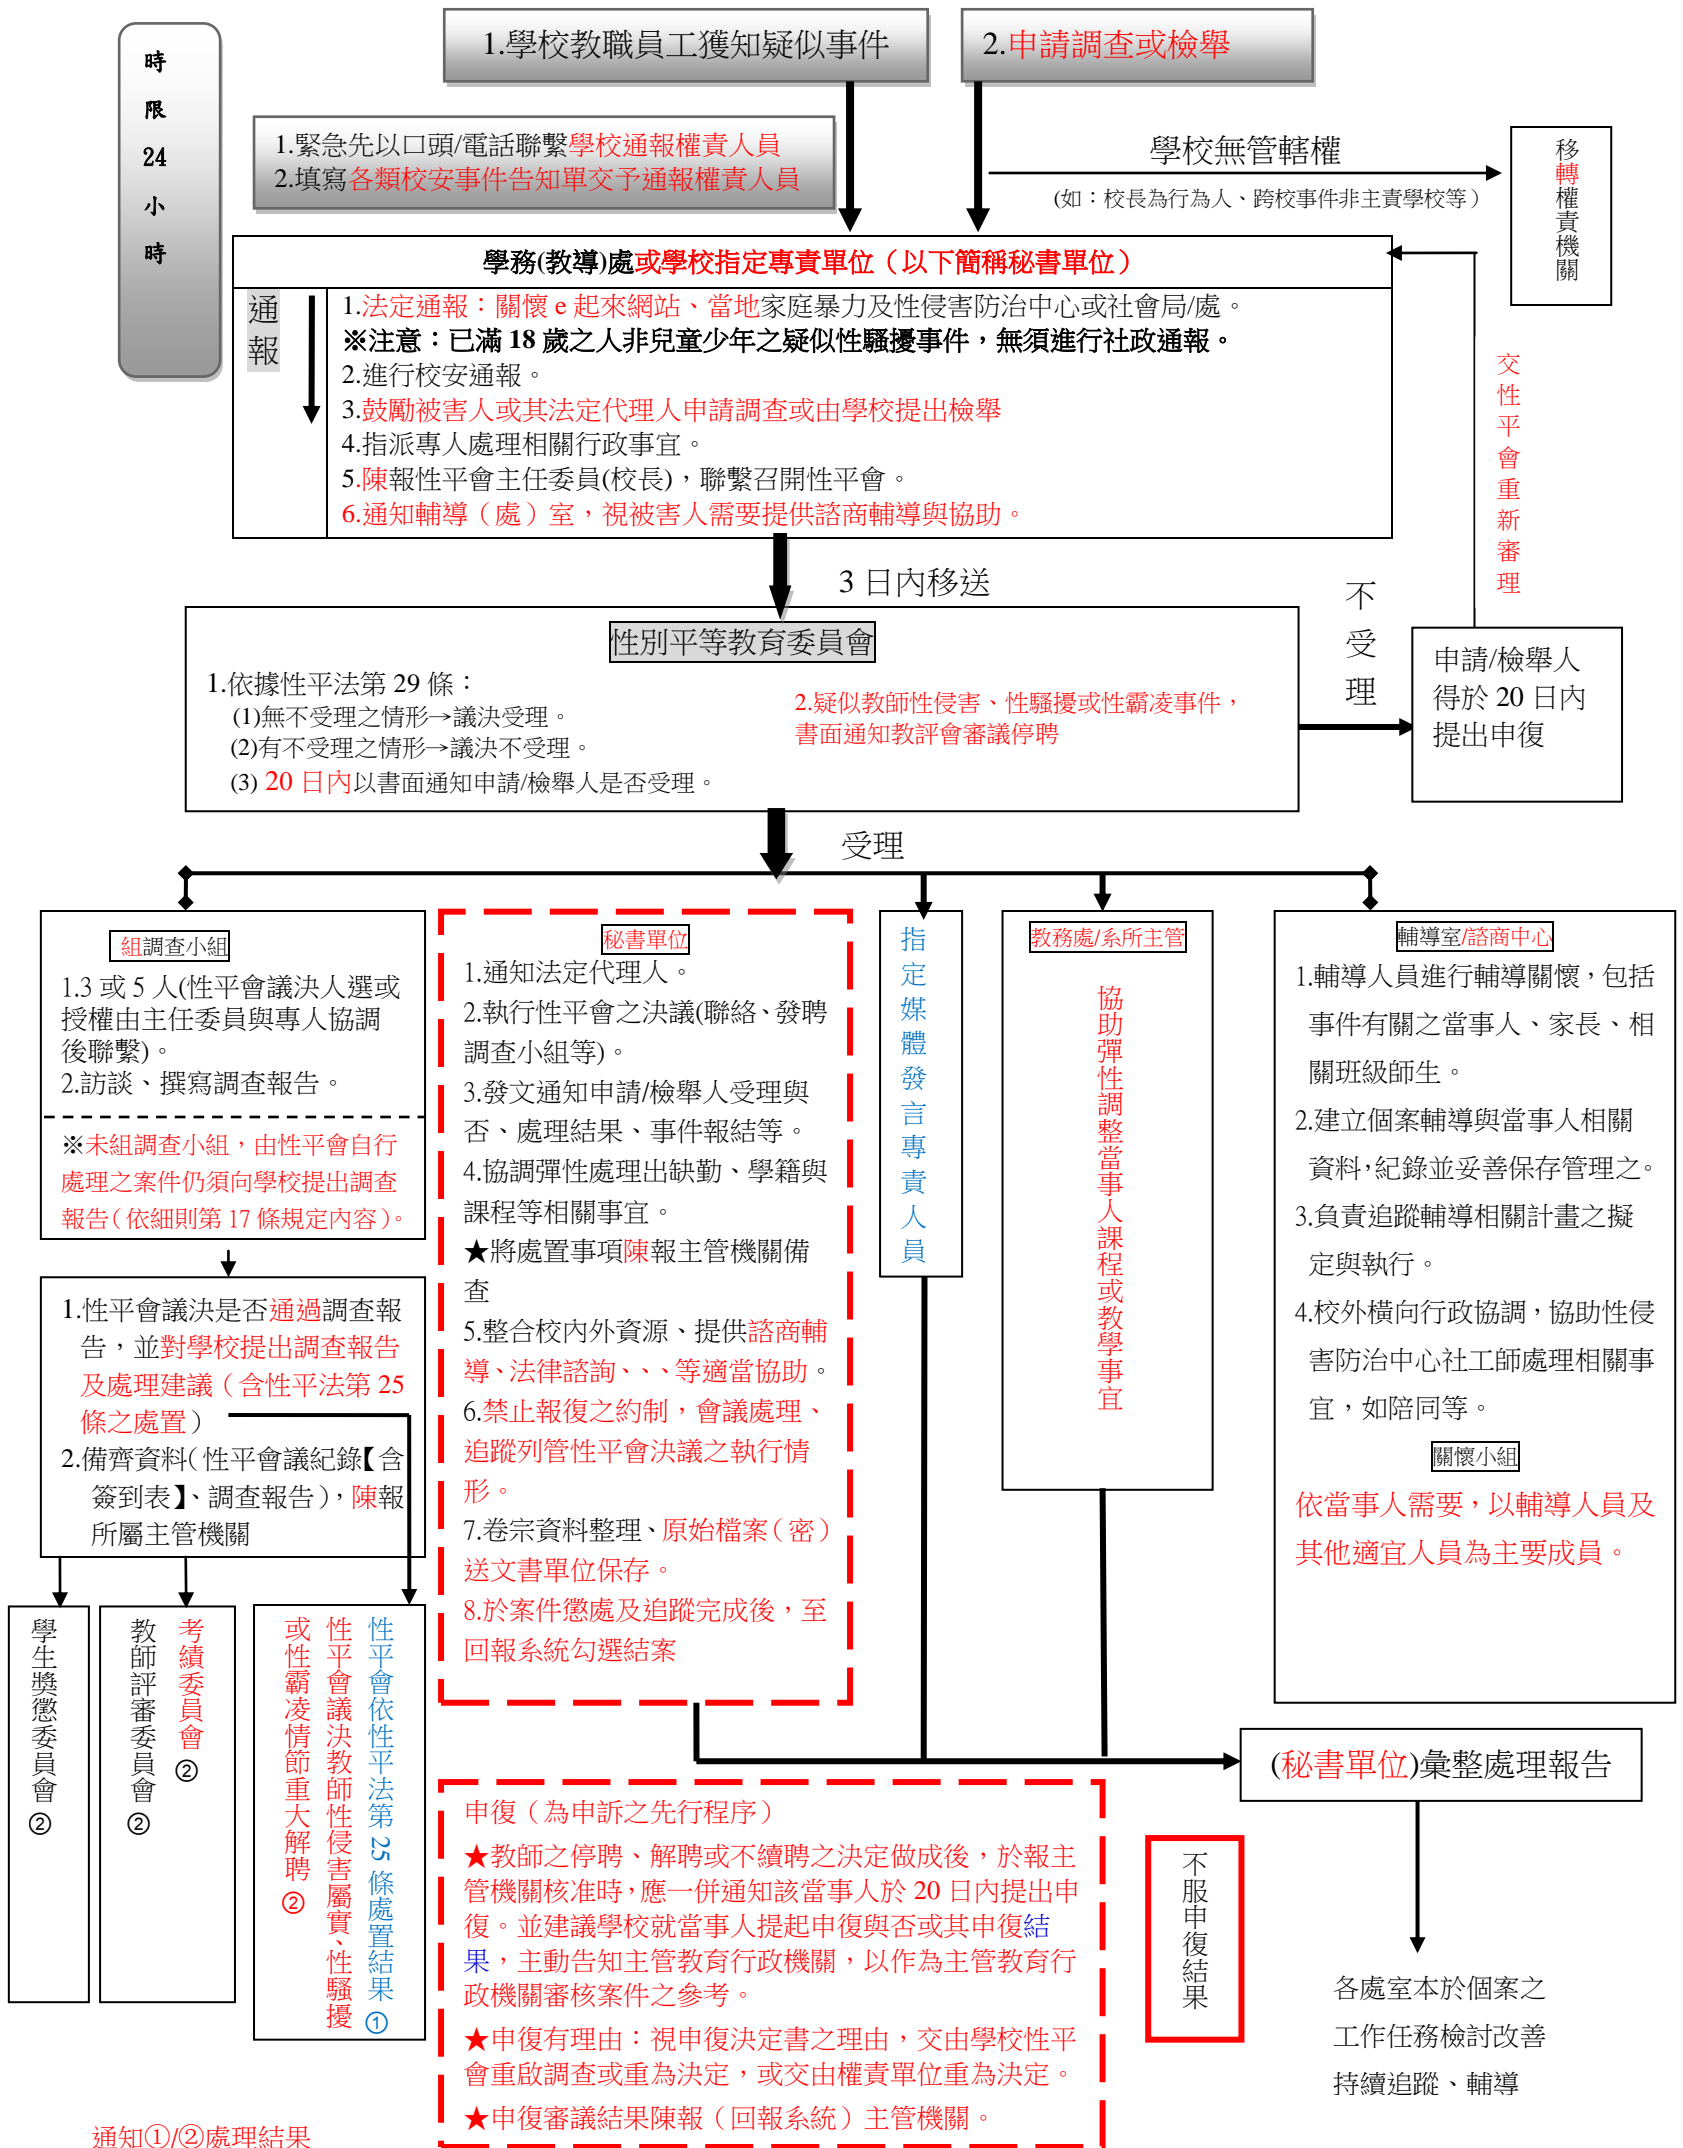 時
限
24
小
時
1.學校教職員工獲知疑似事件
2.申請調查或檢舉
1.緊急先以口頭/電話聯繫學校通報權責人員
2.填寫各類校安事件告知單交予通報權責人員
學校無管轄權
(如：校長為行為人、跨校事件非主責學校等）
移轉權責機關
學務(教導)處或學校指定專責單位（以下簡稱秘書單位）
通報
1.法定通報：關懷 e 起來網站、當地家庭暴力及性侵害防治中心或社會局/處。
※注意：已滿 18 歲之人非兒童少年之疑似性騷擾事件，無須進行社政通報。
2.進行校安通報。
3.鼓勵被害人或其法定代理人申請調查或由學校提出檢舉
4.指派專人處理相關行政事宜。
5.陳報性平會主任委員(校長)，聯繫召開性平會。
6.通知輔導（處）室，視被害人需要提供諮商輔導與協助。
交性平會重新審理
3 日內移送
性別平等教育委員會
1.依據性平法第 29 條：
(1)無不受理之情形→議決受理。
(2)有不受理之情形→議決不受理。
(3) 20 日內以書面通知申請/檢舉人是否受理。
2.疑似教師性侵害、性騷擾或性霸凌事件，
書面通知教評會審議停聘
不受理
申請/檢舉人
得於 20 日內
提出申復
受理
組調查小組
1.3 或 5 人(性平會議決人選或
授權由主任委員與專人協調
後聯繫)。
2.訪談、撰寫調查報告。
※未組調查小組，由性平會自行
處理之案件仍須向學校提出調查
報告（依細則第 17 條規定內容）。
1.性平會議決是否通過調查報
告，並對學校提出調查報告
及處理建議（含性平法第 25
條之處置）
2.備齊資料（性平會議紀錄【含
簽到表】、調查報告），陳報
所屬主管機關
學生獎懲委員會②
考績委員會②
教師評審委員會②
性平會依性平法第 25 條處置結果①
性平會議決教師性侵害屬實、性騷擾
或性霸凌情節重大解聘②
秘書單位
1.通知法定代理人。
2.執行性平會之決議(聯絡、發聘
調查小組等)。
3.發文通知申請/檢舉人受理與
否、處理結果、事件報結等。
4.協調彈性處理出缺勤、學籍與
課程等相關事宜。
★將處置事項陳報主管機關備
查
5.整合校內外資源、提供諮商輔
導、法律諮詢、、、等適當協助。
6.禁止報復之約制，會議處理、
追蹤列管性平會決議之執行情
形。
7.卷宗資料整理、原始檔案（密）
送文書單位保存。
8.於案件懲處及追蹤完成後，至
回報系統勾選結案
指定媒體發言專責人員
教務處/系所主管
協助彈性調整當事人課程或教學事宜
輔導室/諮商中心
1.輔導人員進行輔導關懷，包括
事件有關之當事人、家長、相
關班級師生。
2.建立個案輔導與當事人相關
資料，紀錄並妥善保存管理之。
3.負責追蹤輔導相關計畫之擬
定與執行。
4.校外橫向行政協調，協助性侵
害防治中心社工師處理相關事
宜，如陪同等。
關懷小組
依當事人需要，以輔導人員及
其他適宜人員為主要成員。
(秘書單位)彙整處理報告
申復（為申訴之先行程序）
★教師之停聘、解聘或不續聘之決定做成後，於報主
管機關核准時，應一併通知該當事人於 20 日內提出申
復。並建議學校就當事人提起申復與否或其申復結
果，主動告知主管教育行政機關，以作為主管教育行
政機關審核案件之參考。
★申復有理由：視申復決定書之理由，交由學校性平
會重啟調查或重為決定，或交由權責單位重為決定。
★申復審議結果陳報（回報系統）主管機關。
不服申復結果
各處室本於個案之
工作任務檢討改善
持續追蹤、輔導
通知①/②處理結果